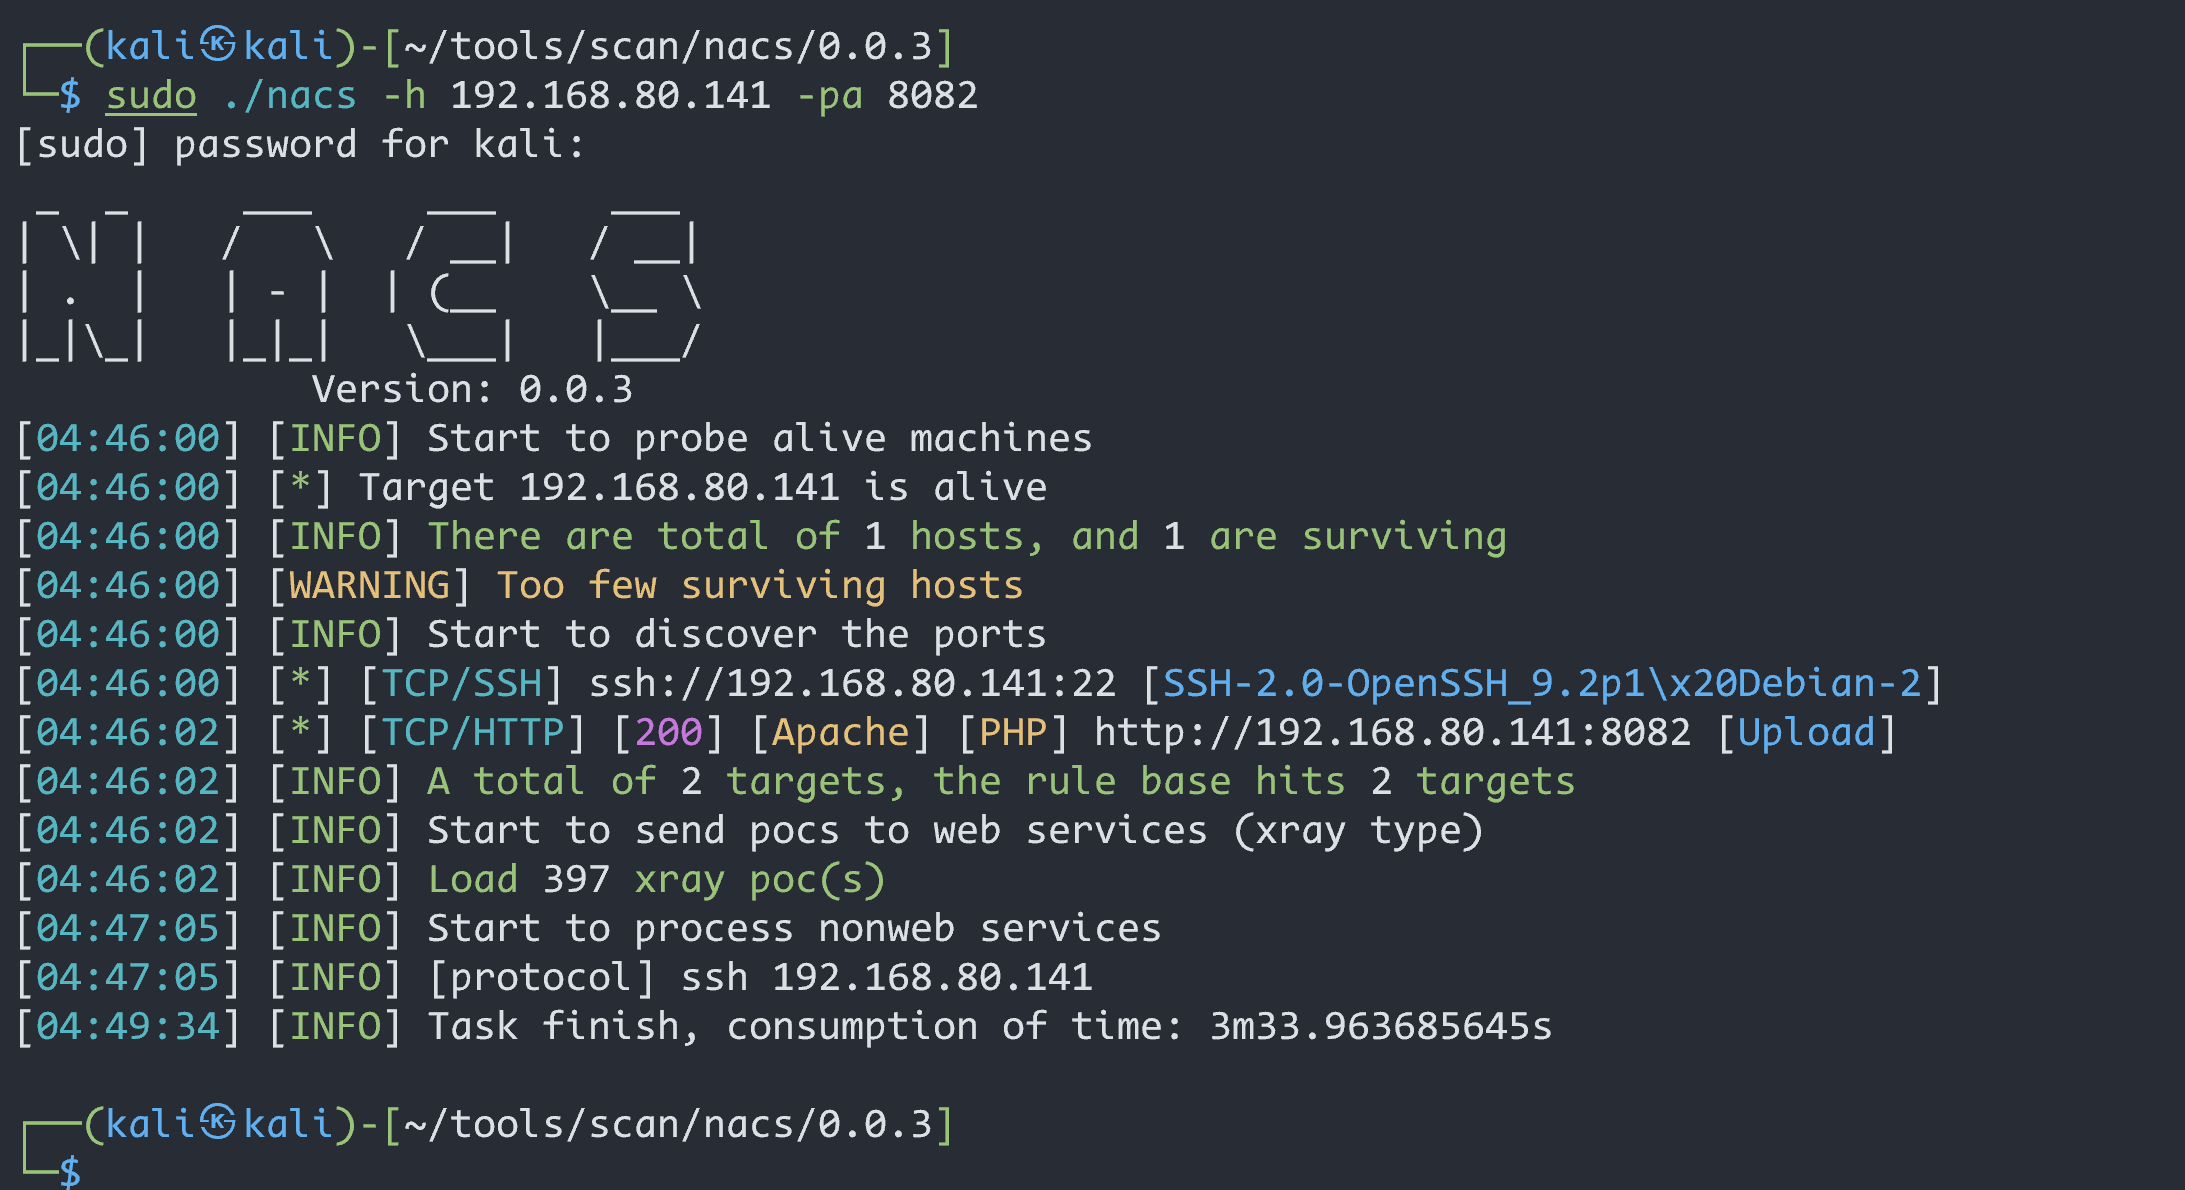 ┌──(kali㉿kali)-[~/tools/scan/nacs/0.0.3]
└─$ sudo ./nacs -h 192.168.80.141 -pa 8082
[sudo] password for kali:
 _   _     ___     ___     ___
| \| |   /   \   / __|   / __|
| .  |   | - |  | (__    \__ \
|_|\_|   |_|_|   \___|   |___/
             Version: 0.0.3
[04:46:00] [INFO] Start to probe alive machines
[04:46:00] [*] Target 192.168.80.141 is alive
[04:46:00] [INFO] There are total of 1 hosts, and 1 are surviving
[04:46:00] [WARNING] Too few surviving hosts
[04:46:00] [INFO] Start to discover the ports
[04:46:00] [*] [TCP/SSH] ssh://192.168.80.141:22 [SSH-2.0-OpenSSH_9.2p1\x20Debian-2]
[04:46:02] [*] [TCP/HTTP] [200] [Apache] [PHP] http://192.168.80.141:8082 [Upload]
[04:46:02] [INFO] A total of 2 targets, the rule base hits 2 targets
[04:46:02] [INFO] Start to send pocs to web services (xray type)
[04:46:02] [INFO] Load 397 xray poc(s)
[04:47:05] [INFO] Start to process nonweb services
[04:47:05] [INFO] [protocol] ssh 192.168.80.141
[04:49:34] [INFO] Task finish, consumption of time: 3m33.963685645s
┌──(kali㉿kali)-[~/tools/scan/nacs/0.0.3]
└─$